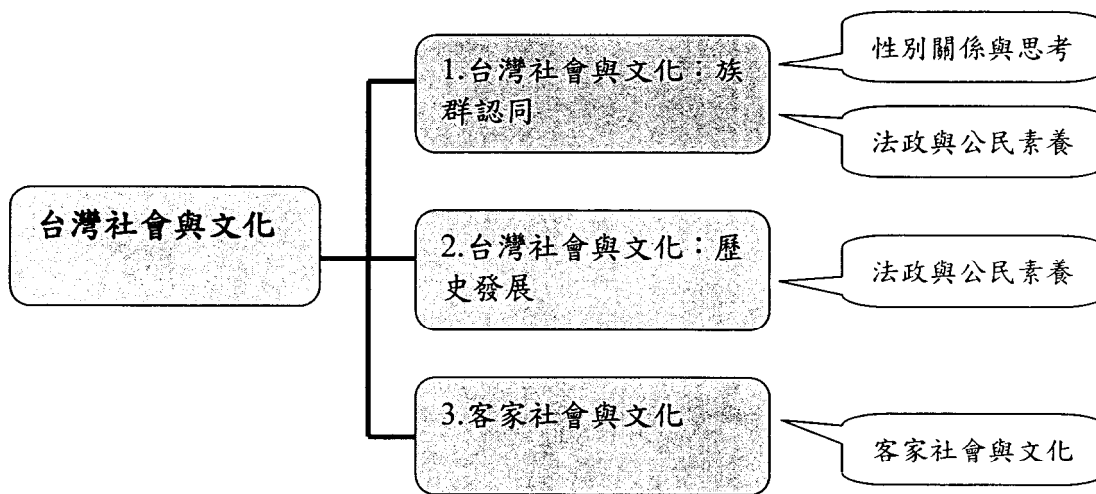 台灣社會與文化
1.台灣社會與文化：族
群認同
性別關係與思考
法政與公民素養
2.台灣社會與文化：歷
史發展
法政與公民素養
3.客家社會與文化
客家社會與文化